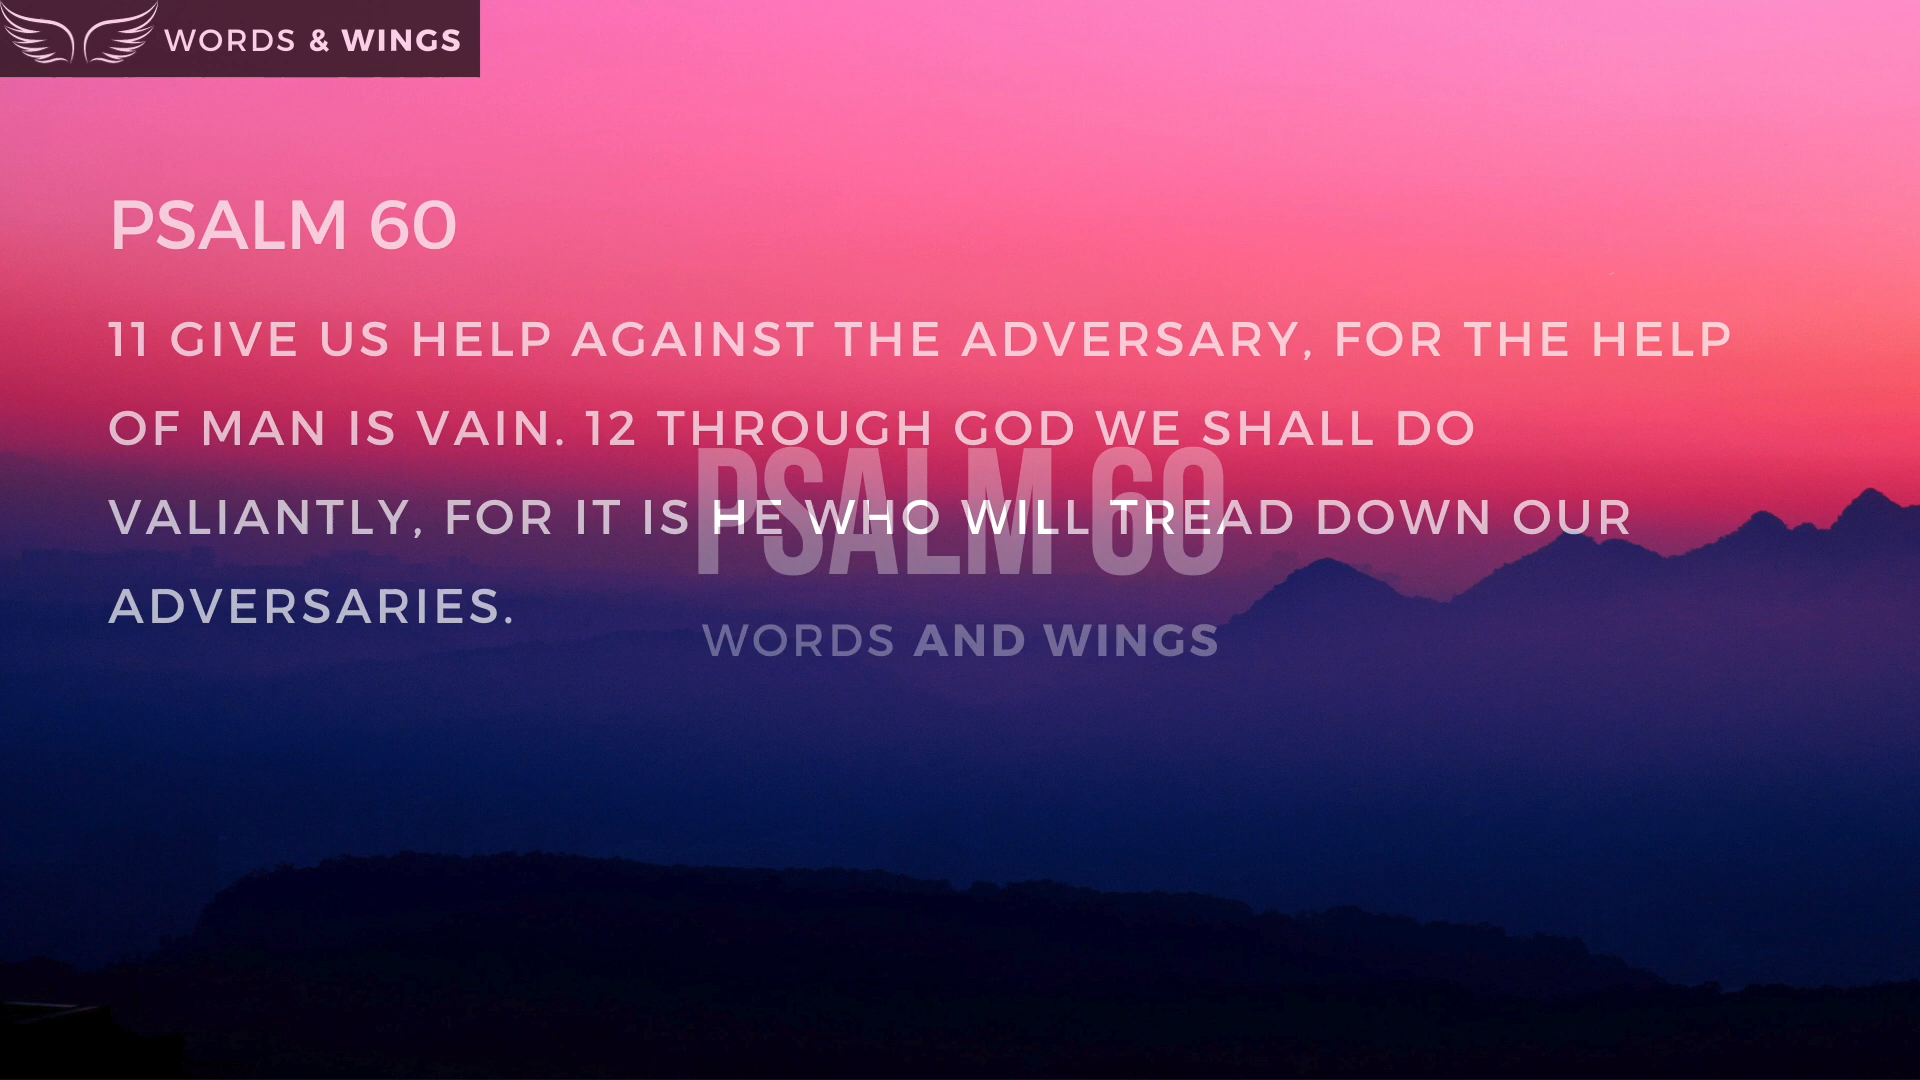 WORDS & WINGS
PSALM 60
11 GIVE US HELP AGAINST THE ADVERSARY, FOR THE HELP
OF MAN IS VAIN. 12 THROUGH GOD WE SHALL DO
VALIANTLY, FOR IT IS HE WHO WILL TREAD DOWN OUR
ADVERSARIES.
PSALM 60
WORDS AND WINGS